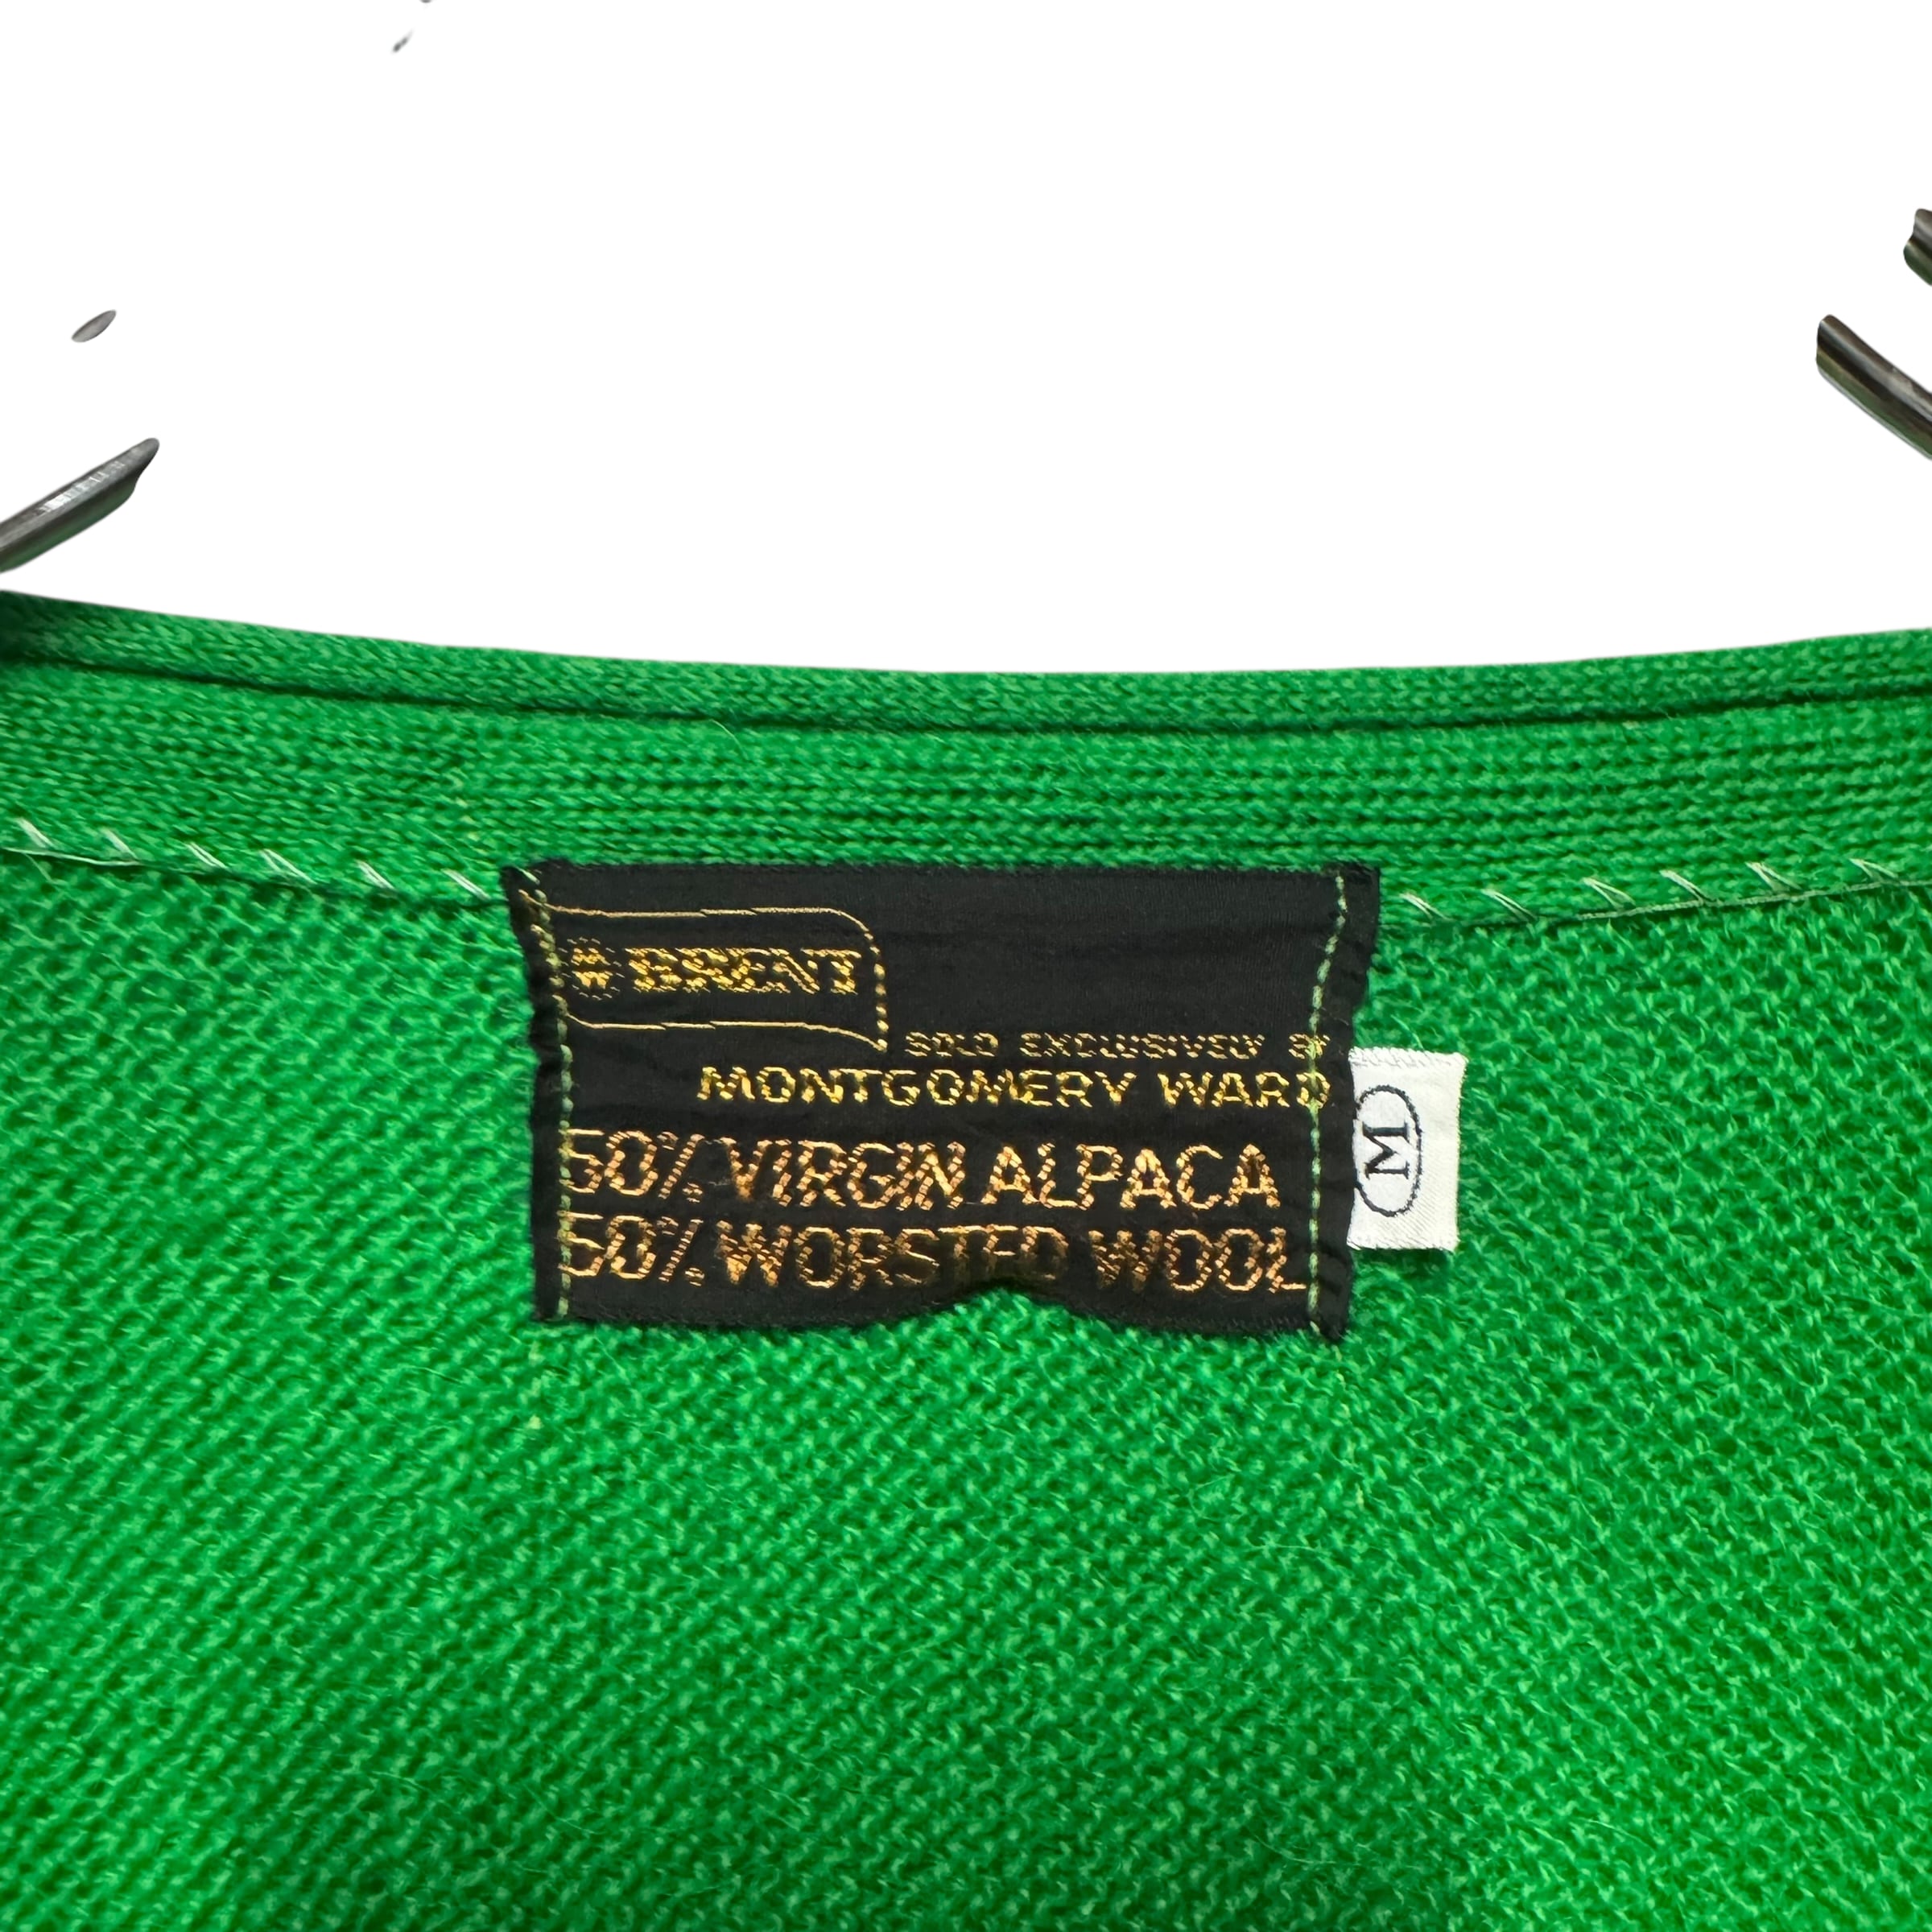 BRENT
SOLD EXCLUSIVELY BY
MONTGOMERY WARD
50% VIRGIN ALPACA
50% WORSTED WOOL
M